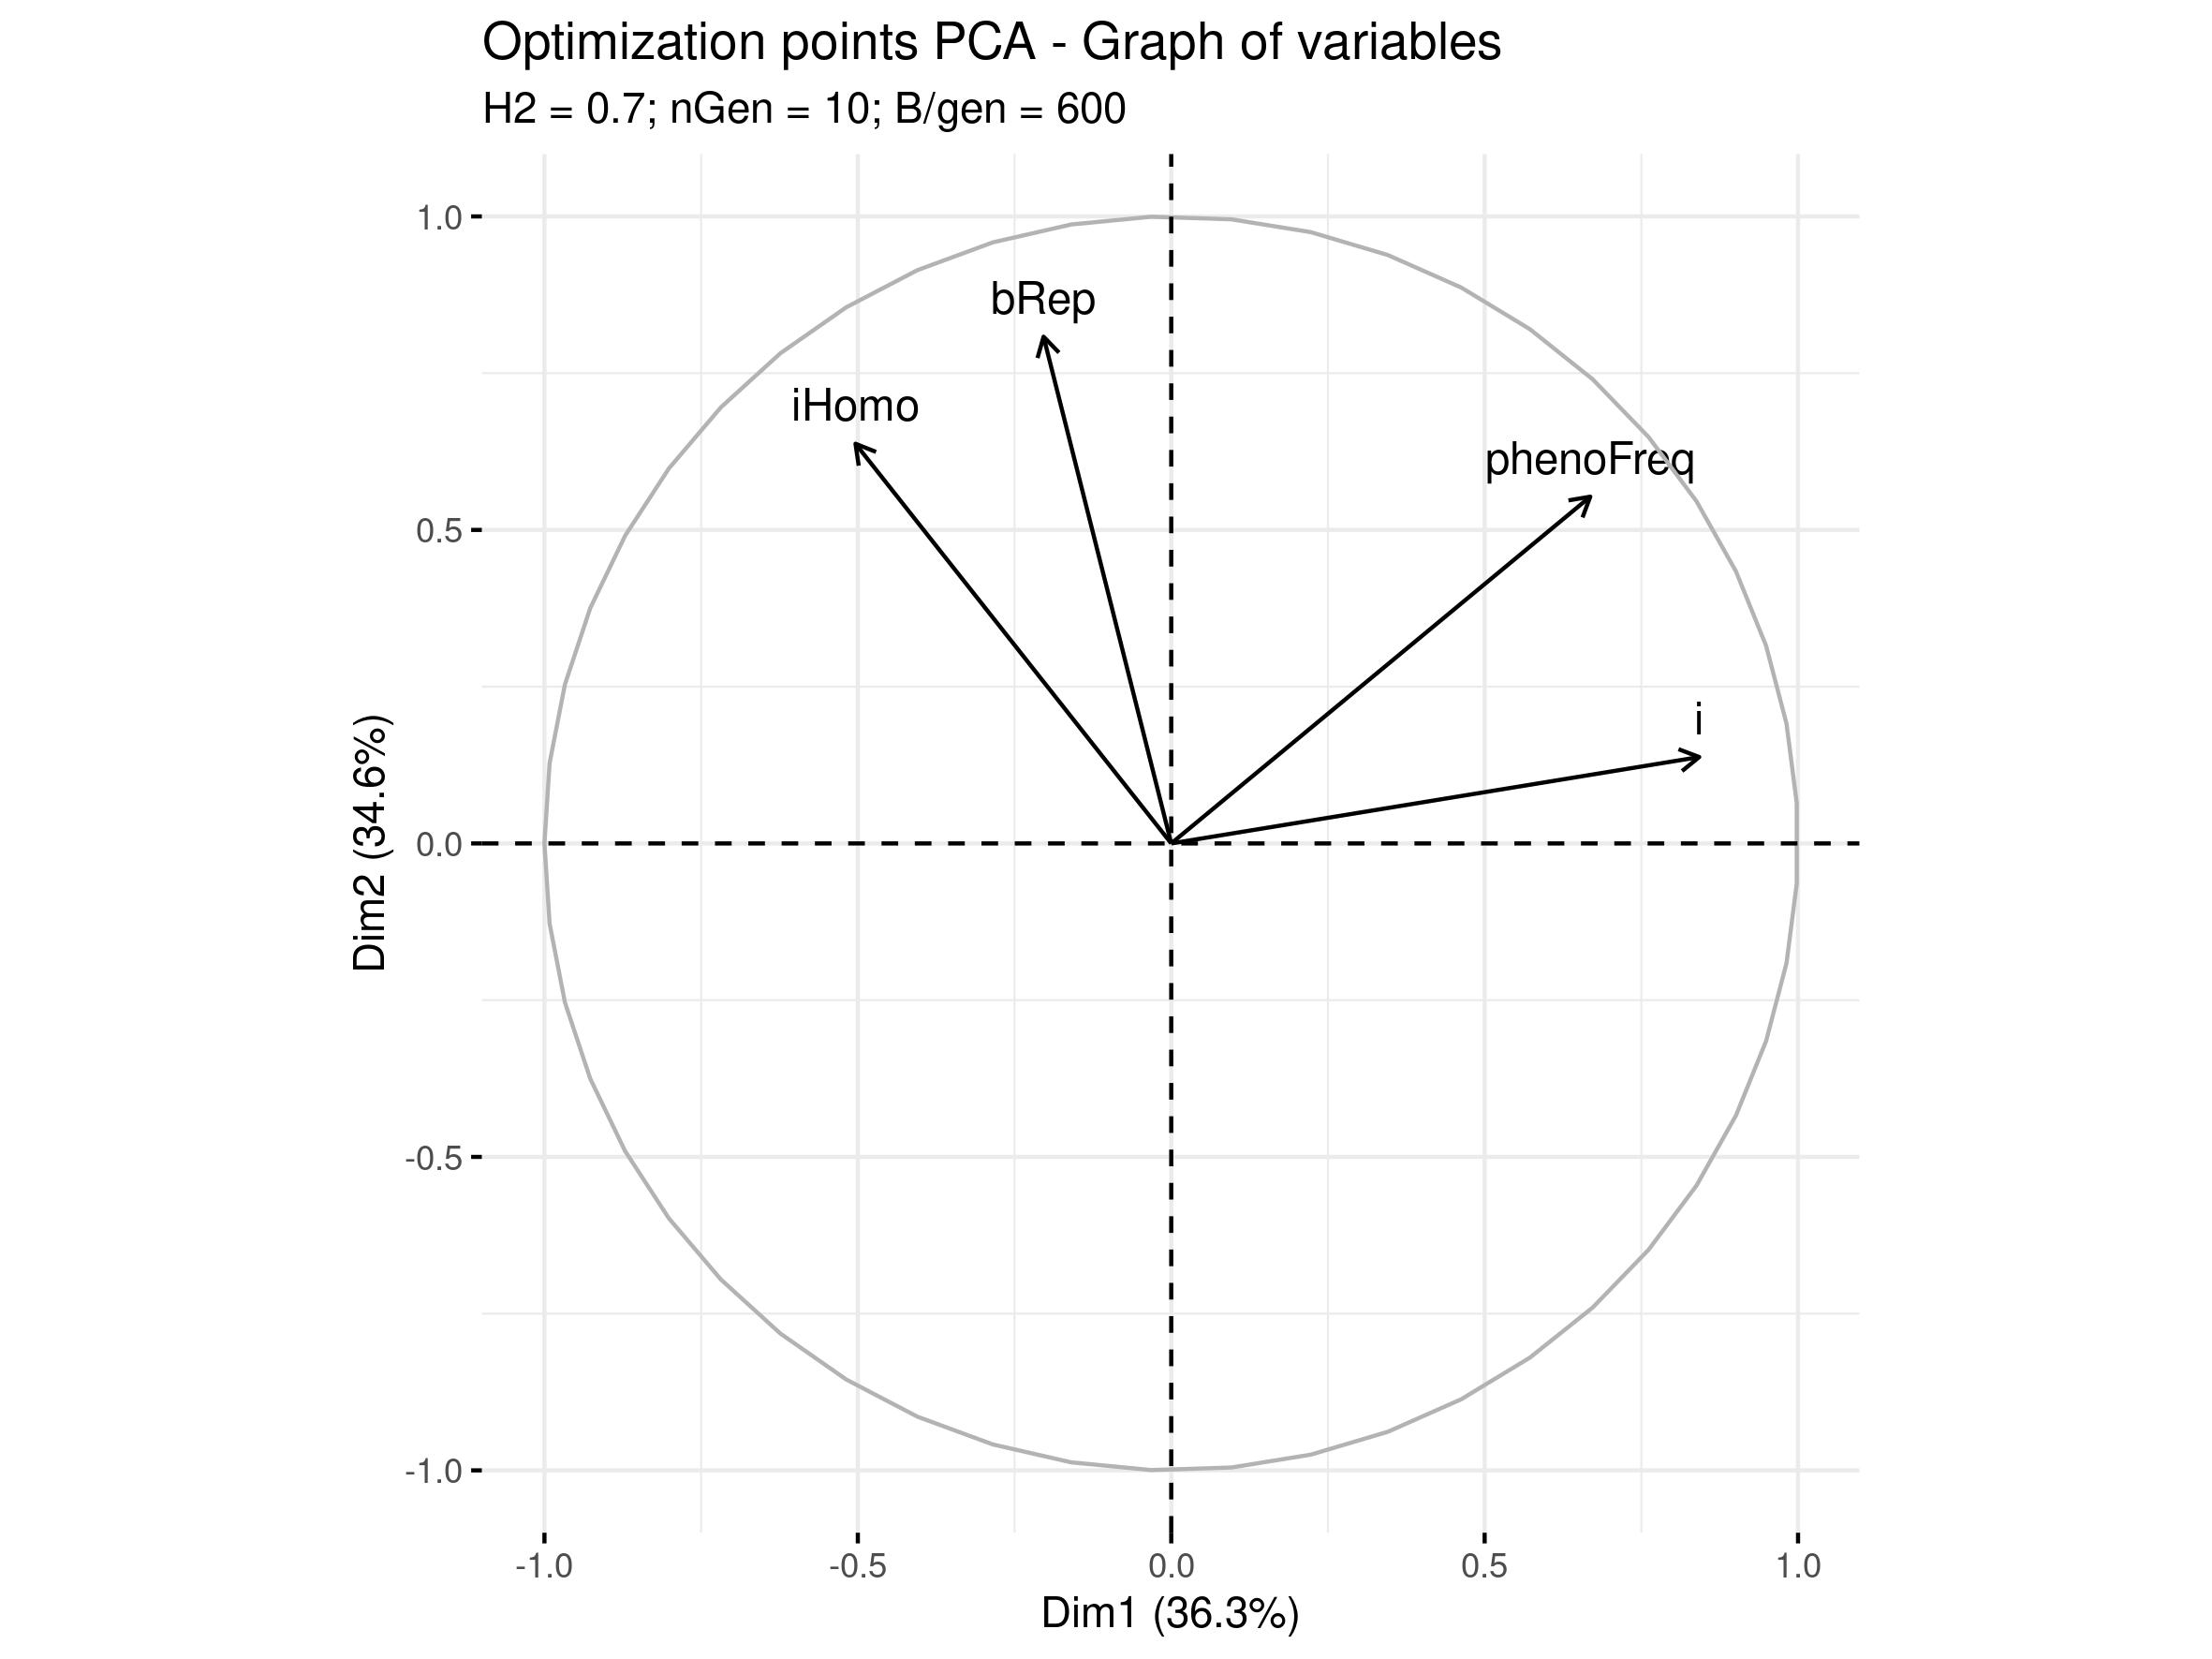 Optimization points PCA - Graph of variables
H2 = 0.7; nGen = 10; B/gen = 600
1.0
0.5
0.0
-0.5
-1.0
Dim2 (34.6%)
bRep
iHomo
phenoFreq
i
-1.0
-0.5
0.0
0.5
1.0
Dim1 (36.3%)